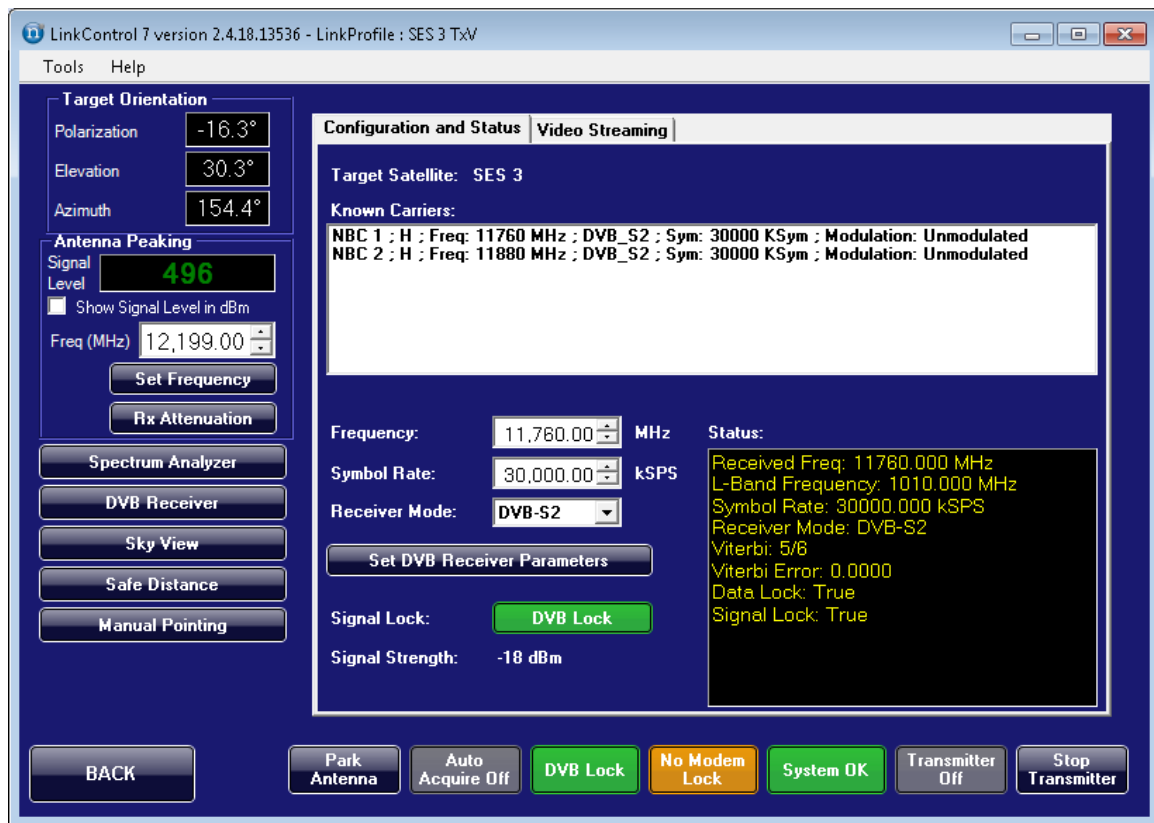 LinkControl 7 version 2.4.18.13536 - LinkProfile : SES 3 TxV
Tools Help
Target Orientation
Polarization -16.3°
Elevation 30.3°
Azimuth 154.4°
Antenna Peaking
Signal Level 496
Show Signal Level in dBm
Freq (MHz) 12,199.00
Set Frequency
Rx Attenuation
Spectrum Analyzer
DVB Receiver
Sky View
Safe Distance
Manual Pointing
Configuration and Status Video Streaming
Target Satellite: SES 3
Known Carriers:
NBC 1 ; H ; Freq: 11760 MHz ; DVB_S2 ; Sym: 30000 KSym ; Modulation: Unmodulated
NBC 2 ; H ; Freq: 11880 MHz ; DVB_S2 ; Sym: 30000 KSym ; Modulation: Unmodulated
Frequency: 11,760.00 MHz
Symbol Rate: 30,000.00 kSPS
Receiver Mode: DVB-S2
Set DVB Receiver Parameters
Signal Lock: DVB Lock
Signal Strength: -18 dBm
Status:
Received Freq: 11760.000 MHz
L-Band Frequency: 1010.000 MHz
Symbol Rate: 30000.000 kSPS
Receiver Mode: DVB-S2
Viterbi: 5/6
Viterbi Error: 0.0000
Data Lock: True
Signal Lock: True
BACK
Park Antenna
Auto Acquire Off
DVB Lock
No Modem Lock
System OK
Transmitter Off
Stop Transmitter